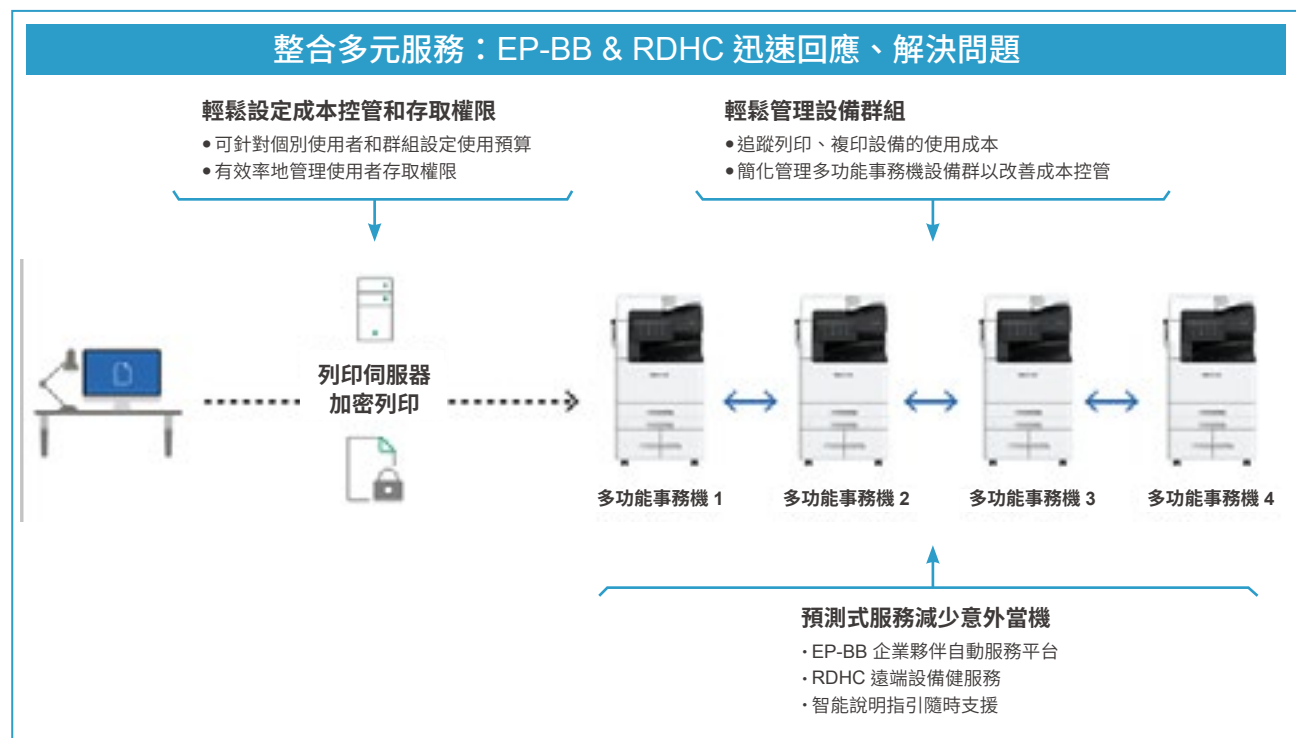 整合多元服務：EP-BB & RDHC 迅速回應、解決問題
輕鬆設定成本控管和存取權限
•可針對個別使用者和群組設定使用預算
•有效率地管理使用者存取權限
輕鬆管理設備群組
•追蹤列印、複印設備的使用成本
•簡化管理多功能事務機設備群以改善成本控管
列印伺服器
加密列印
多功能事務機 1
多功能事務機 2
多功能事務機 3
多功能事務機 4
預測式服務減少意外當機
・EP-BB 企業夥伴自動服務平台
・RDHC 遠端設備健服務
・智能說明指引隨時支援